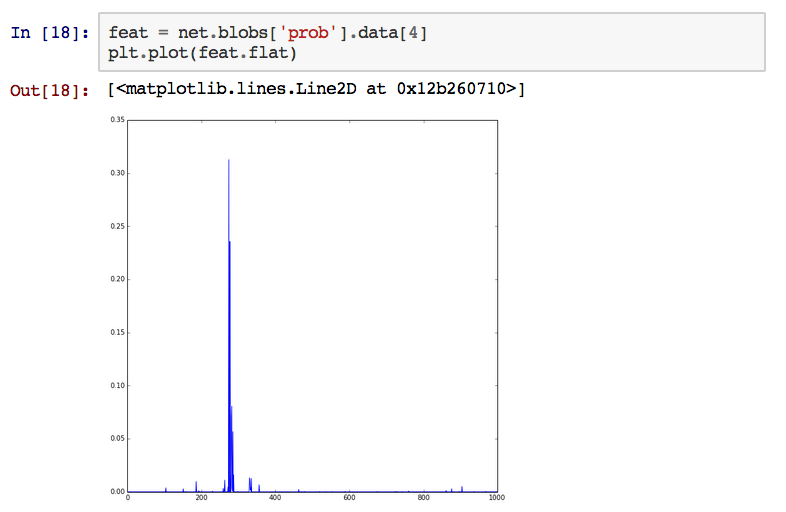 In [18]: feat = net.blobs['prob'].data[4]
plt.plot(feat.flat)
Out[18]: [<matplotlib.lines.Line2D at 0x12b260710>]
0.35
0.30
0.25
0.20
0.15
0.10
0.05
0.00
0 200 400 600 800 1000